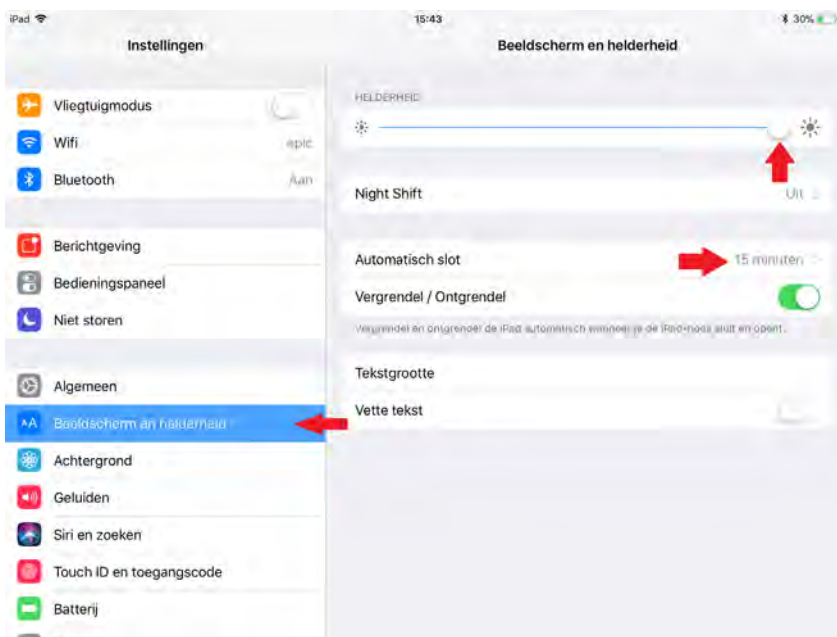 iPad 15:43 30%
Instellingen
Beeldscherm en helderheid
Vliegtuigmodus
Wifi epic
Bluetooth Aan
Berichtgeving
Bedieningspaneel
Niet storen
Algemeen
AA Beeldscherm en helderheid
Achtergrond
Geluiden
Siri en zoeken
Touch ID en toegangscode
Batterij
HELDERHEID
Night Shift Uit
Automatisch slot 15 minuten
Vergrendel / Ontgrendel
Vergrendel en ontgrendel de iPad automatisch wanneer je de iPad-hoes sluit en opent.
Tekstgrootte
Vette tekst